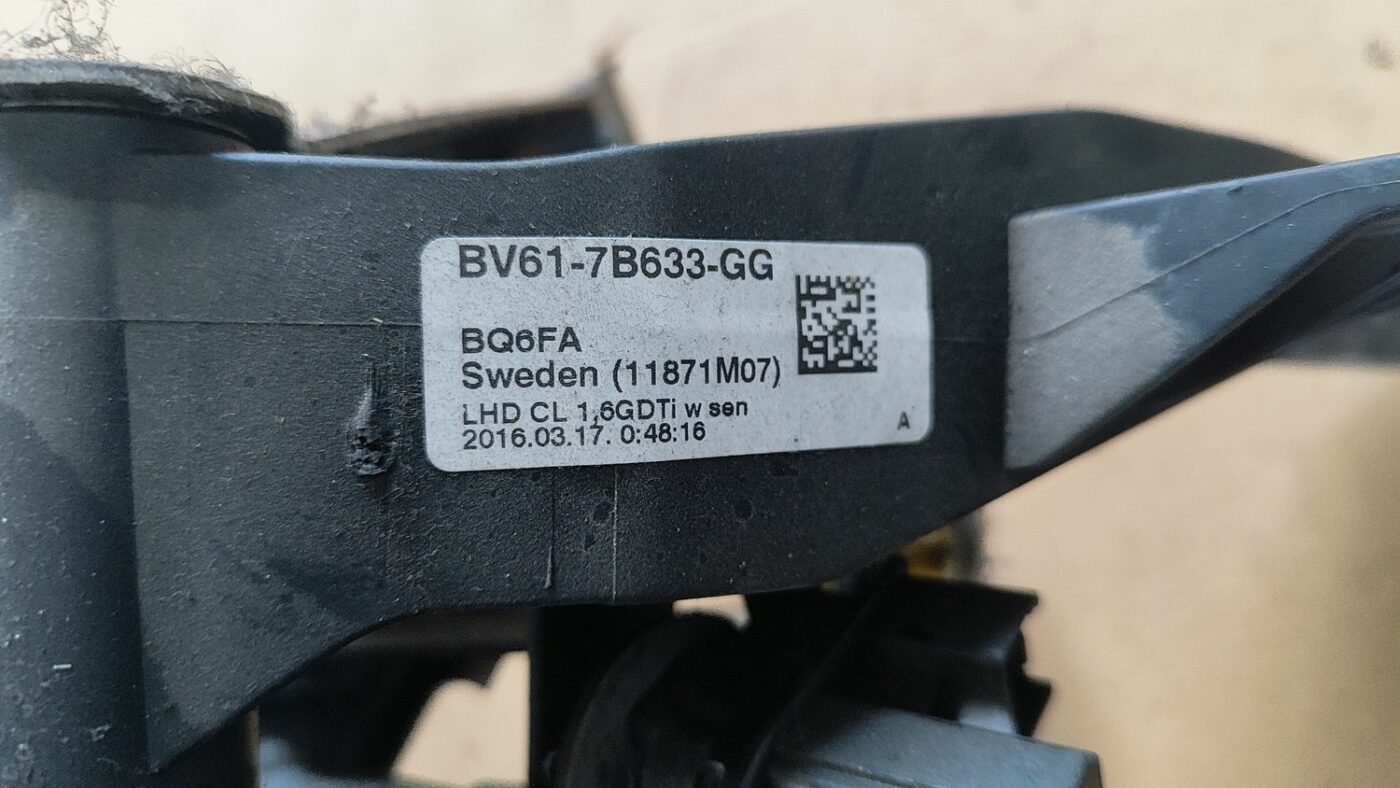 BV61-7B633-GG
BQ6FA
Sweden (11871M07)
LHD CL 1,6GDTi w sen
2016.03.17. 0:48:16
A